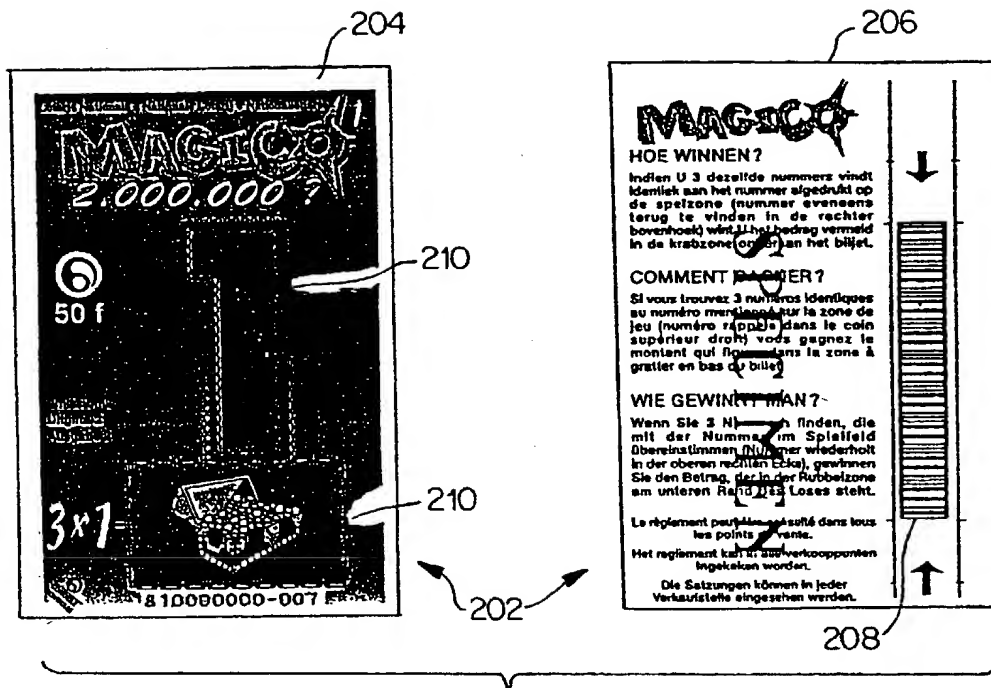 204
MAGICO
1
2.000.000 ?
210
50 f
210
3x1=
810000000-007
202
206
MAGICO
HOE WINNEN?
Indien U 3 dezelfde nummers vindt
identiek aan het nummer afgedrukt op
de spelzone (nummer eveneens
terug te vinden in de rechter
bovenhoek) wint U het bedrag vermeld
in de krabzone onderaan het biljet.
COMMENT GAGNER?
Si vous trouvez 3 numéros identiques
au numéro mentionné sur la zone de
jeu (numéro rappelé dans le coin
supérieur droit) vous gagnez le
montant qui figure dans la zone à
gratter en bas du billet
WIE GEWINNT MAN?
Wenn Sie 3 finden, die
mit der Nummer im Spielfeld
übereinstimmen (Nummer wiederholt
in der oberen rechten Ecke), gewinnen
Sie den Betrag, der in der Rubbelzone
am unteren Rand des Loses steht.
Le règlement peut être consulté dans tous
les points de vente.
Het reglement kan in alle verkooppunten
ingekeken worden.
Die Satzungen können in jeder
Verkaufstelle eingesehen werden.
208